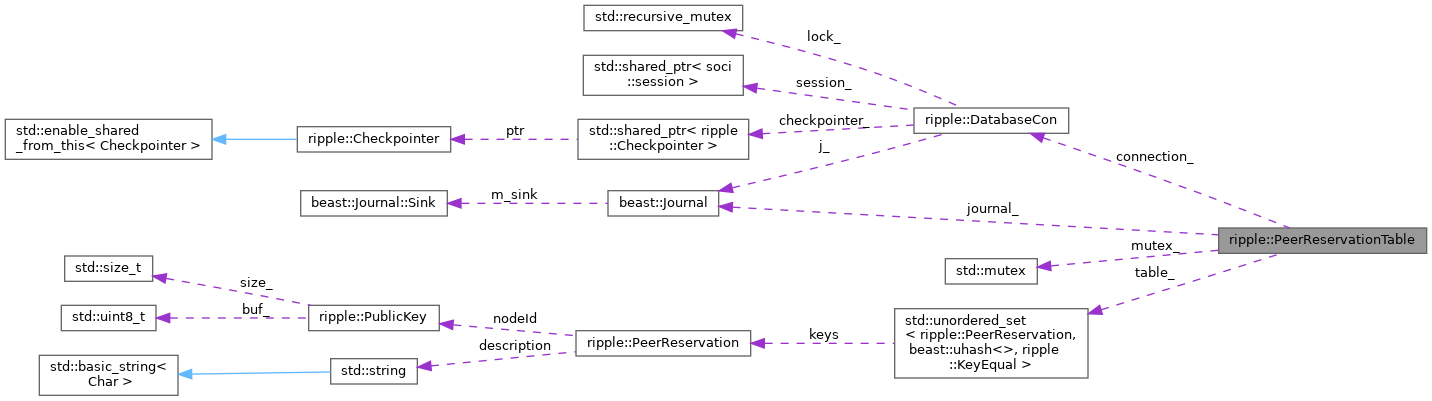 std::recursive_mutex
lock_
std::shared_ptr< soci
::session >
session_
ripple::DatabaseCon
std::enable_shared
_from_this< Checkpointer >
ripple::Checkpointer
ptr
std::shared_ptr< ripple
::Checkpointer >
checkpointer_
j_
connection_
beast::Journal::Sink
m_sink
beast::Journal
journal_
ripple::PeerReservationTable
mutex_
std::mutex
table_
std::size_t
size_
std::uint8_t
buf_
ripple::PublicKey
nodeId
description
ripple::PeerReservation
keys
std::unordered_set
< ripple::PeerReservation,
beast::uhash<>, ripple
::KeyEqual >
std::basic_string<
Char >
std::string